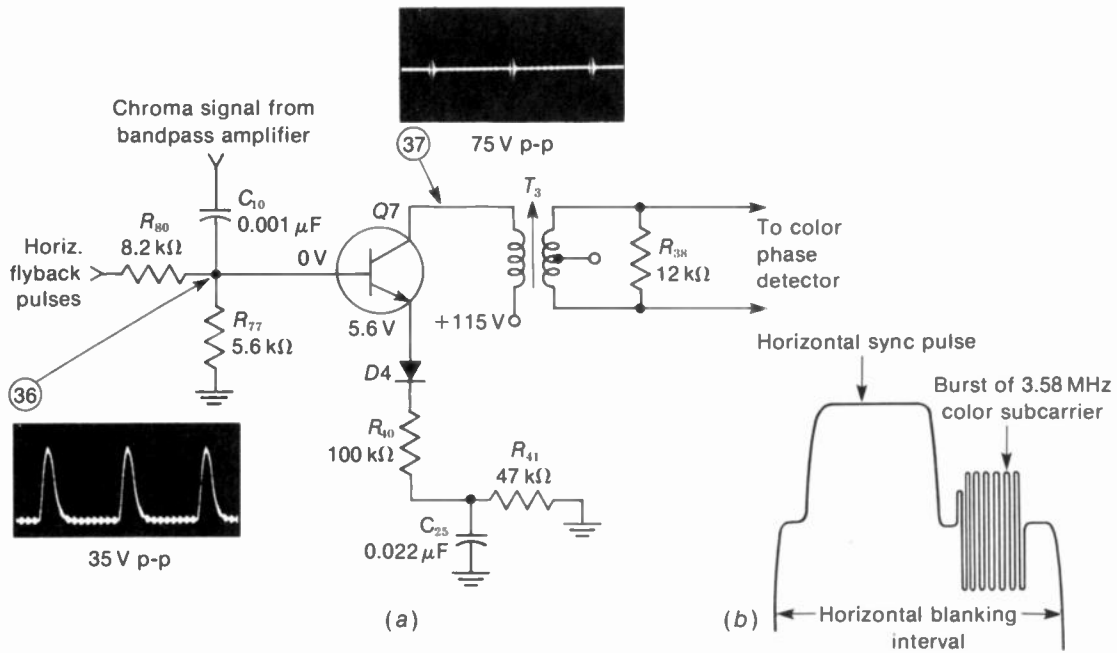 Chroma signal from
bandpass amplifier
37
75 V p-p
C10
0.001 μF
Q7
T3
R80
8.2 kΩ
Horiz.
flyback
pulses
0 V
R38
12 kΩ
To color
phase
detector
R77
5.6 kΩ
5.6 V
+115 V
D4
36
35 V p-p
R40
100 kΩ
R41
47 kΩ
C25
0.022 μF
(a)
Horizontal sync pulse
Burst of 3.58 MHz
color subcarrier
(b)
Horizontal blanking
interval